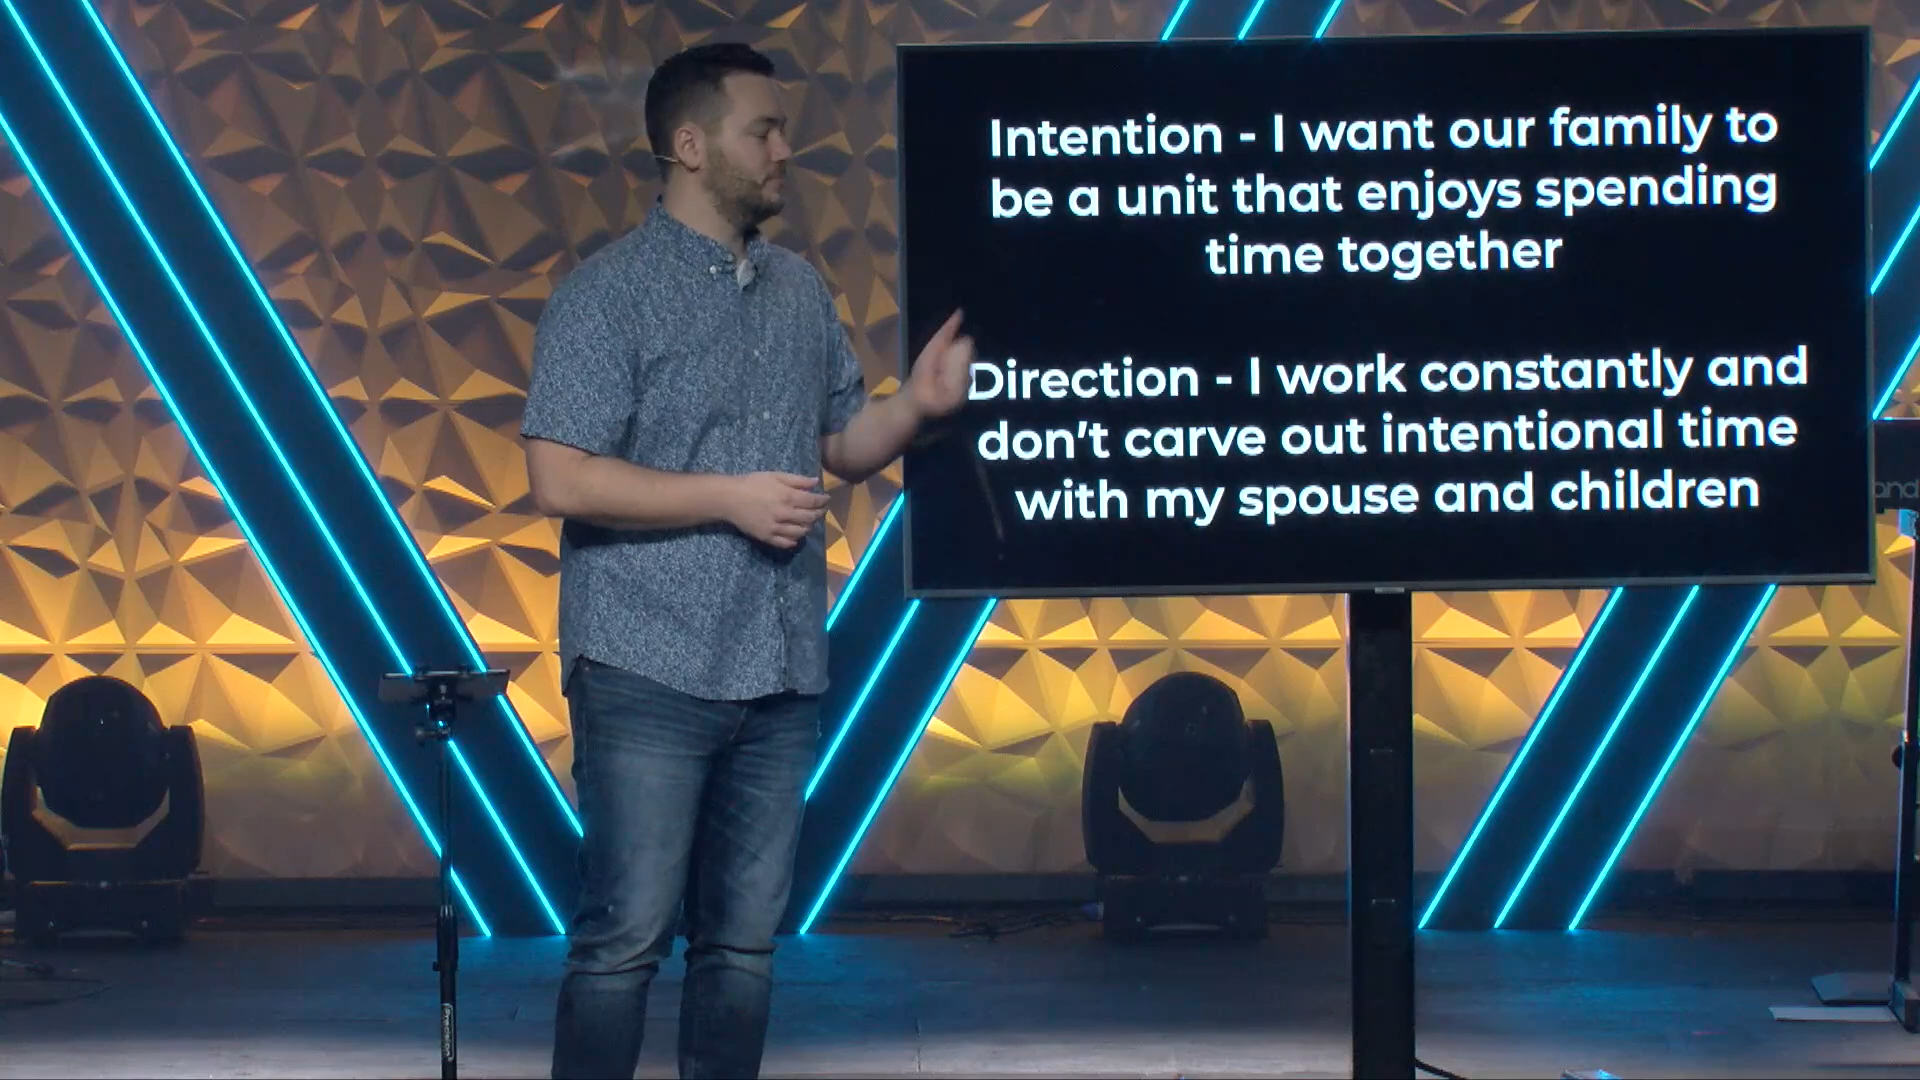 Intention - I want our family to
be a unit that enjoys spending
time together
Direction - I work constantly and
don't carve out intentional time
with my spouse and children